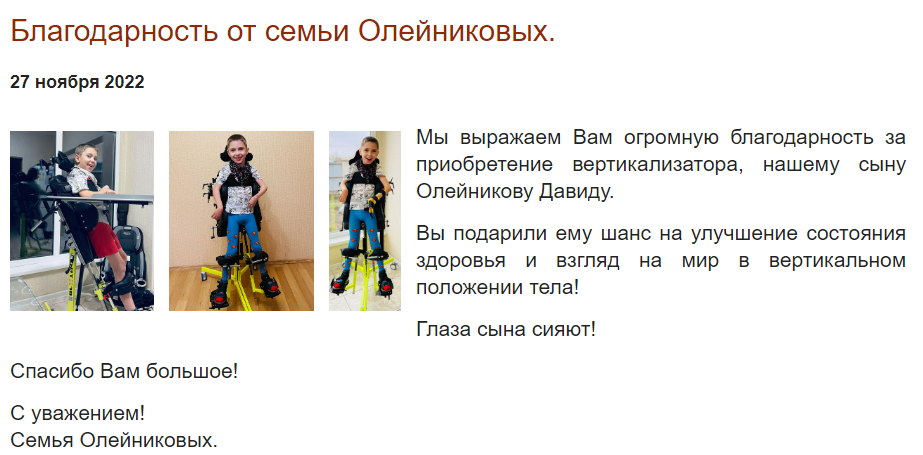 Благодарность от семьи Олейниковых.
27 ноября 2022
Мы выражаем Вам огромную благодарность за
приобретение вертикализатора, нашему сыну
Олейникову Давиду.
Вы подарили ему шанс на улучшение состояния
здоровья и взгляд на мир в вертикальном
положении тела!
Глаза сына сияют!
Спасибо Вам большое!
С уважением!
Семья Олейниковых.